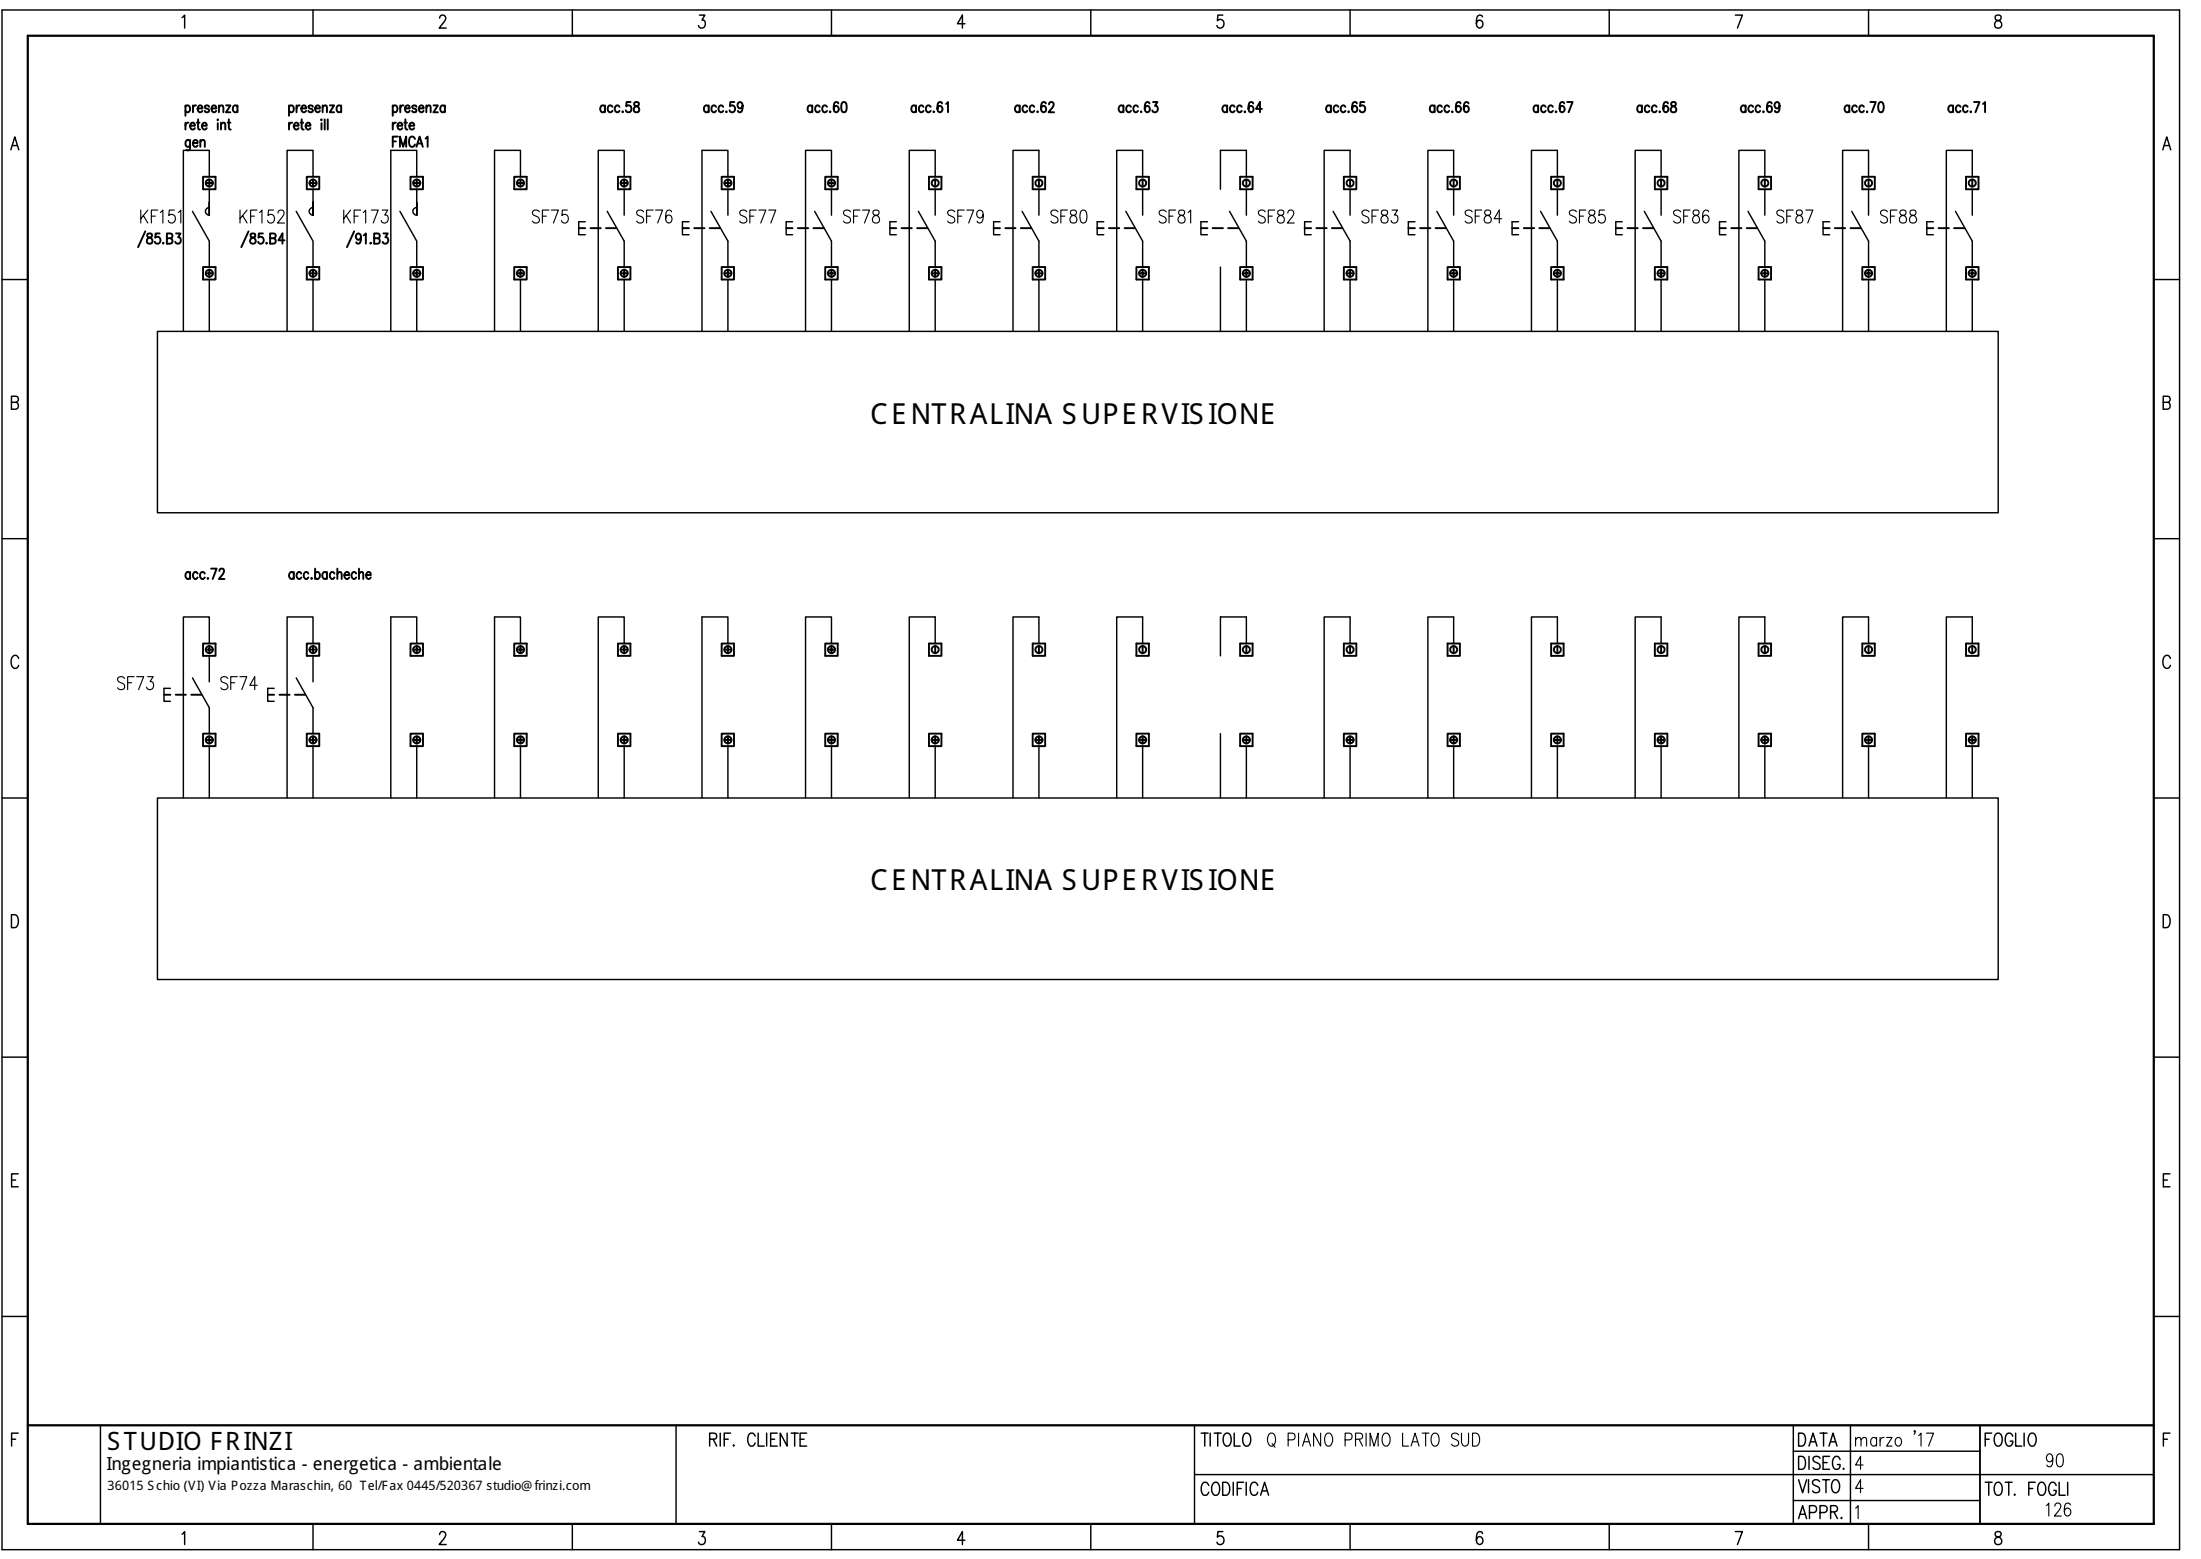 1 2 3 4 5 6 7 8
presenza rete int gen
presenza rete ill
presenza rete FMCA1
acc.58 acc.59 acc.60 acc.61 acc.62 acc.63 acc.64 acc.65 acc.66 acc.67 acc.68 acc.69 acc.70 acc.71
A A
KF151 KF152 KF173 SF75 SF76 SF77 SF78 SF79 SF80 SF81 SF82 SF83 SF84 SF85 SF86 SF87 SF88
/85.B3 /85.B4 /91.B3
B B
CENTRALINA SUPERVISIONE
acc.72 acc.bacheche
C C
SF73 SF74
CENTRALINA SUPERVISIONE
D D
E E
F F
STUDIO FRINZI
Ingegneria impiantistica - energetica - ambientale
36015 Schio (VI) Via Pozza Maraschin, 60 Tel/Fax 0445/520367 studio@frinzi.com
RIF. CLIENTE
TITOLO Q PIANO PRIMO LATO SUD
CODIFICA
DATA marzo '17
DISEG. 4
VISTO 4
APPR. 1
FOGLIO
90
TOT. FOGLI
126
1 2 3 4 5 6 7 8